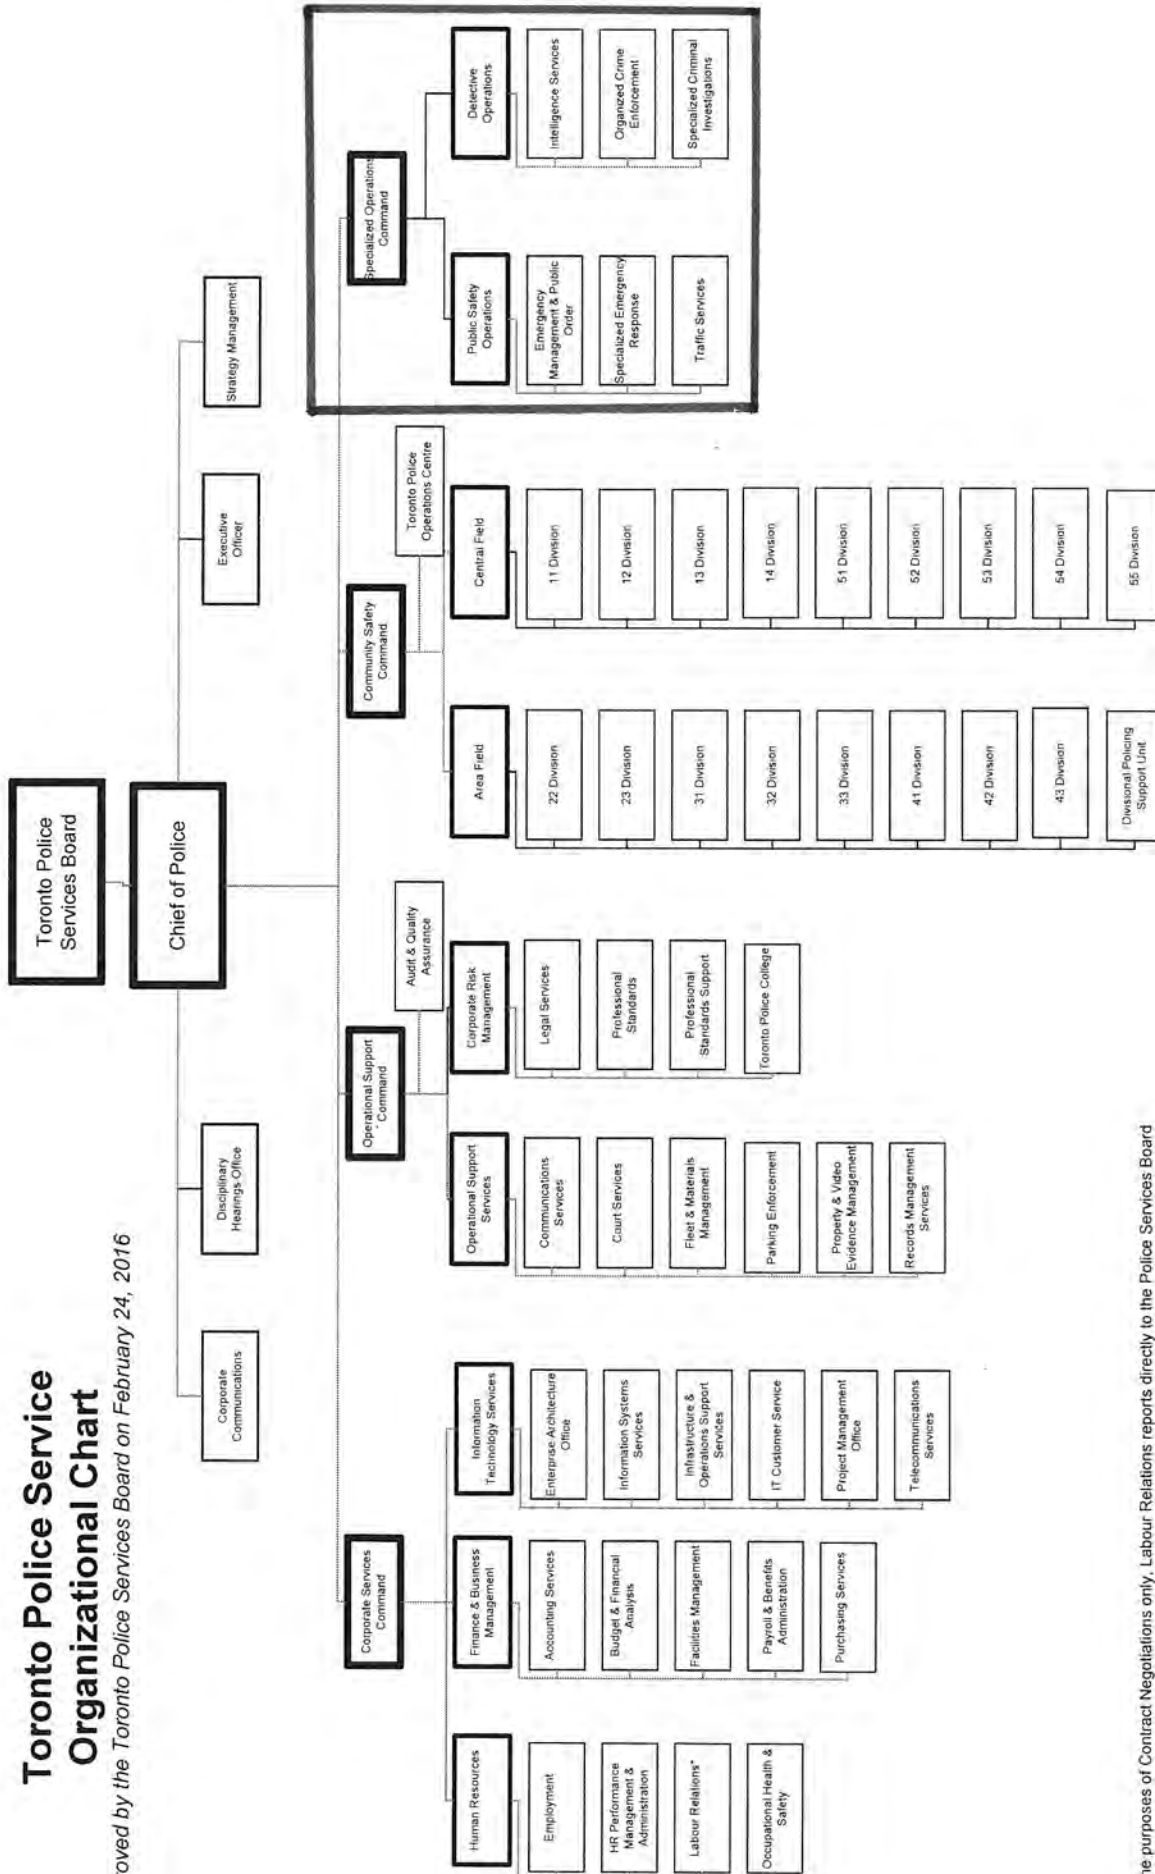 Toronto Police Service
Organizational Chart
roved by the Toronto Police Services Board on February 24, 2016
Toronto Police
Services Board
Chief of Police
Corporate
Communications
Disciplinary
Hearings Office
Executive
Officer
Strategy Management
Corporate Services
Command
Operational Support
Command
Community Safety
Command
Specialized Operations
Command
Audit & Quality
Assurance
Toronto Police
Operations Centre
Human Resources
Employment
HR Performance
Management &
Administration
Labour Relations*
Occupational Health &
Safety
Finance & Business
Management
Accounting Services
Budget & Financial
Analysis
Facilities Management
Payroll & Benefits
Administration
Purchasing Services
Information
Technology Services
Enterprise Architecture
Office
Information Systems
Services
Infrastructure &
Operations Support
Services
IT Customer Service
Project Management
Office
Telecommunications
Services
Operational Support
Services
Communications
Services
Court Services
Fleet & Materials
Management
Parking Enforcement
Property & Video
Evidence Management
Records Management
Services
Corporate Risk
Management
Legal Services
Professional
Standards
Professional
Standards Support
Toronto Police College
Area Field
22 Division
23 Division
31 Division
32 Division
33 Division
41 Division
42 Division
43 Division
Divisional Policing
Support Unit
Central Field
11 Division
12 Division
13 Division
14 Division
51 Division
52 Division
53 Division
54 Division
55 Division
Public Safety
Operations
Emergency
Management & Public
Order
Specialized Emergency
Response
Traffic Services
Detective
Operations
Intelligence Services
Organized Crime
Enforcement
Specialized Criminal
Investigations
he purposes of Contract Negotiations only, Labour Relations reports directly to the Police Services Board